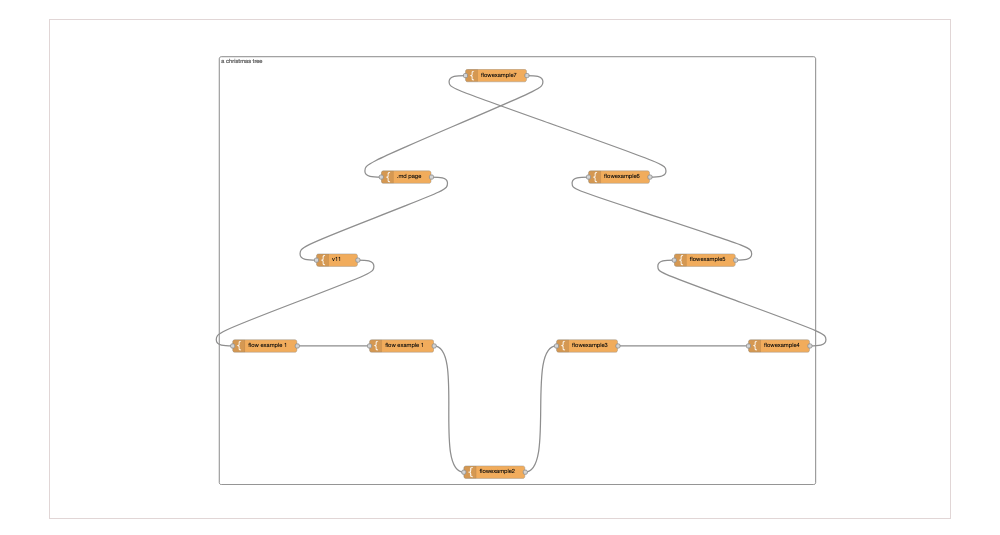 a christmas tree
flowexample7
.md page
flowexample6
v11
flowexample5
flow example 1
flow example 1
flowexample3
flowexample4
flowexample2